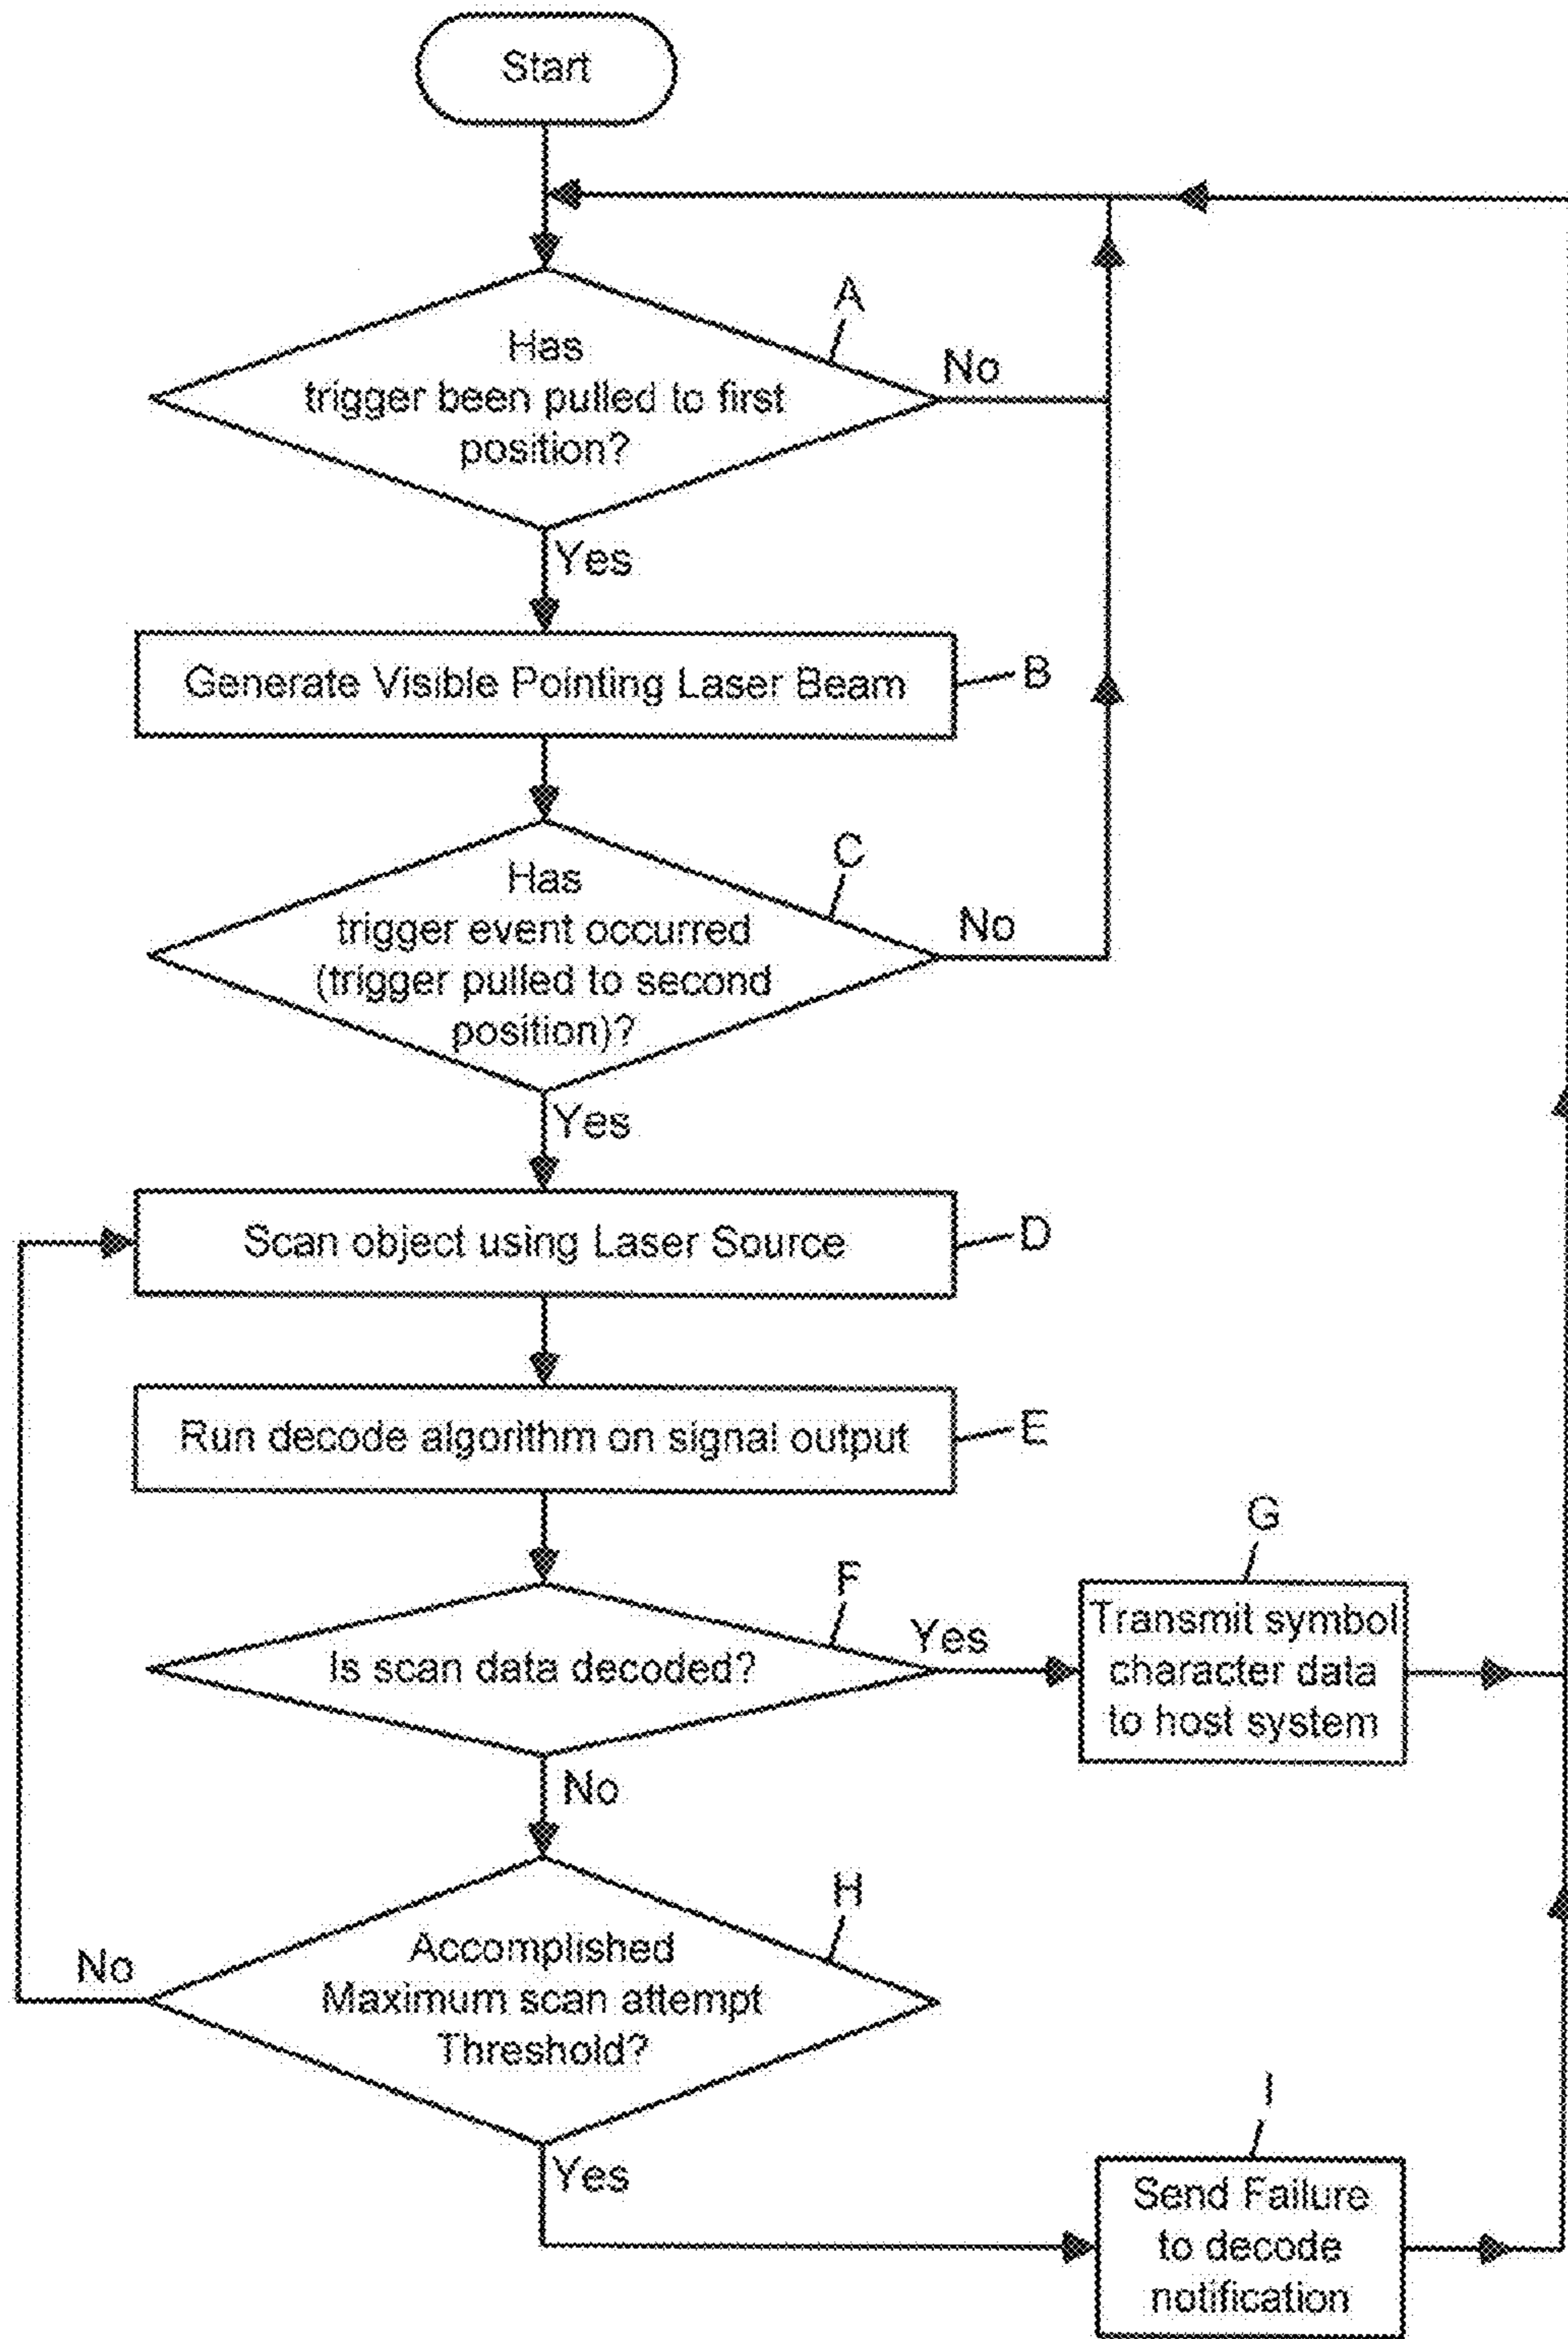 Start
A
Has
trigger been pulled to first
position?
No
Yes
Generate Visible Pointing Laser Beam
B
C
Has
trigger event occurred
(trigger pulled to second
position)?
No
Yes
Scan object using Laser Source
D
Run decode algorithm on signal output
E
F
Is scan data decoded?
Yes
G
Transmit symbol
character data
to host system
No
H
Accomplished
Maximum scan attempt
Threshold?
No
Yes
I
Send Failure
to decode
notification